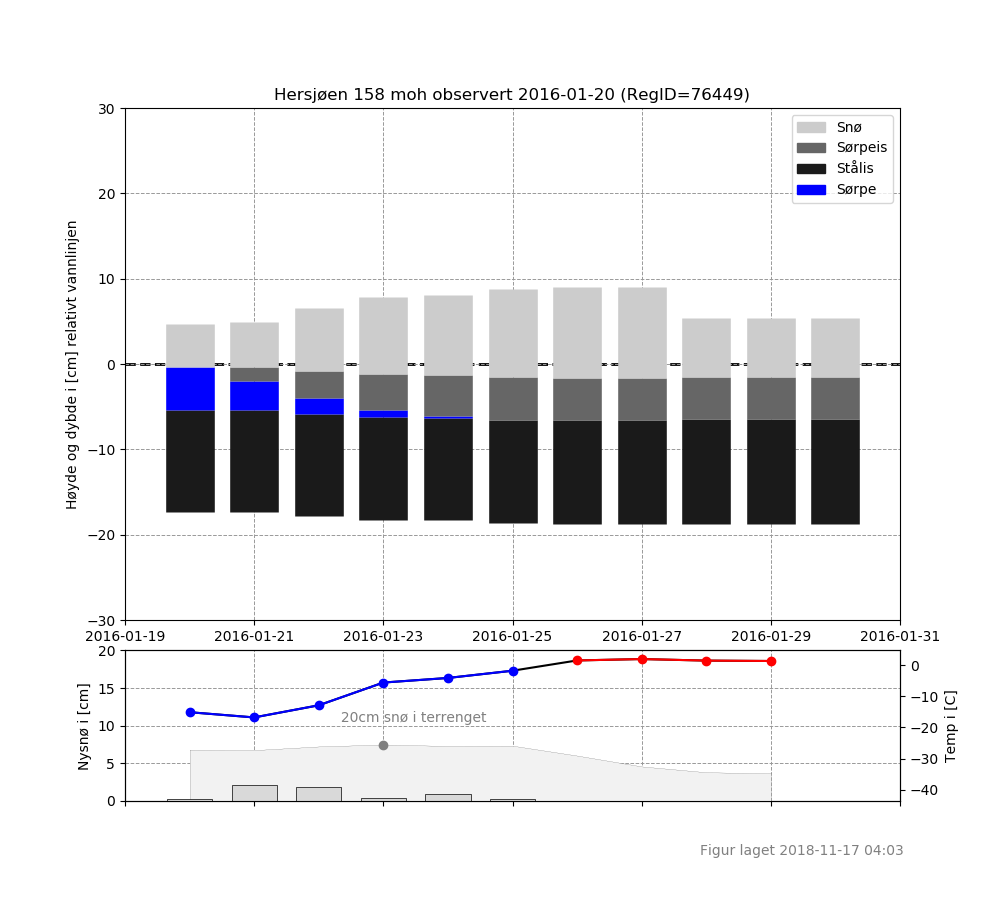 Hersjøen 158 moh observert 2016-01-20 (RegID=76449)
30
20
10
0
−10
−20
−30
Høyde og dybde i [cm] relativt vannlinjen
Snø
Sørpeis
Stålis
Sørpe
2016-01-19 2016-01-21 2016-01-23 2016-01-25 2016-01-27 2016-01-29 2016-01-31
20
15
10
5
0
Nysnø i [cm]
20cm snø i terrenget
0
−10
−20
−30
−40
Temp i [C]
Figur laget 2018-11-17 04:03